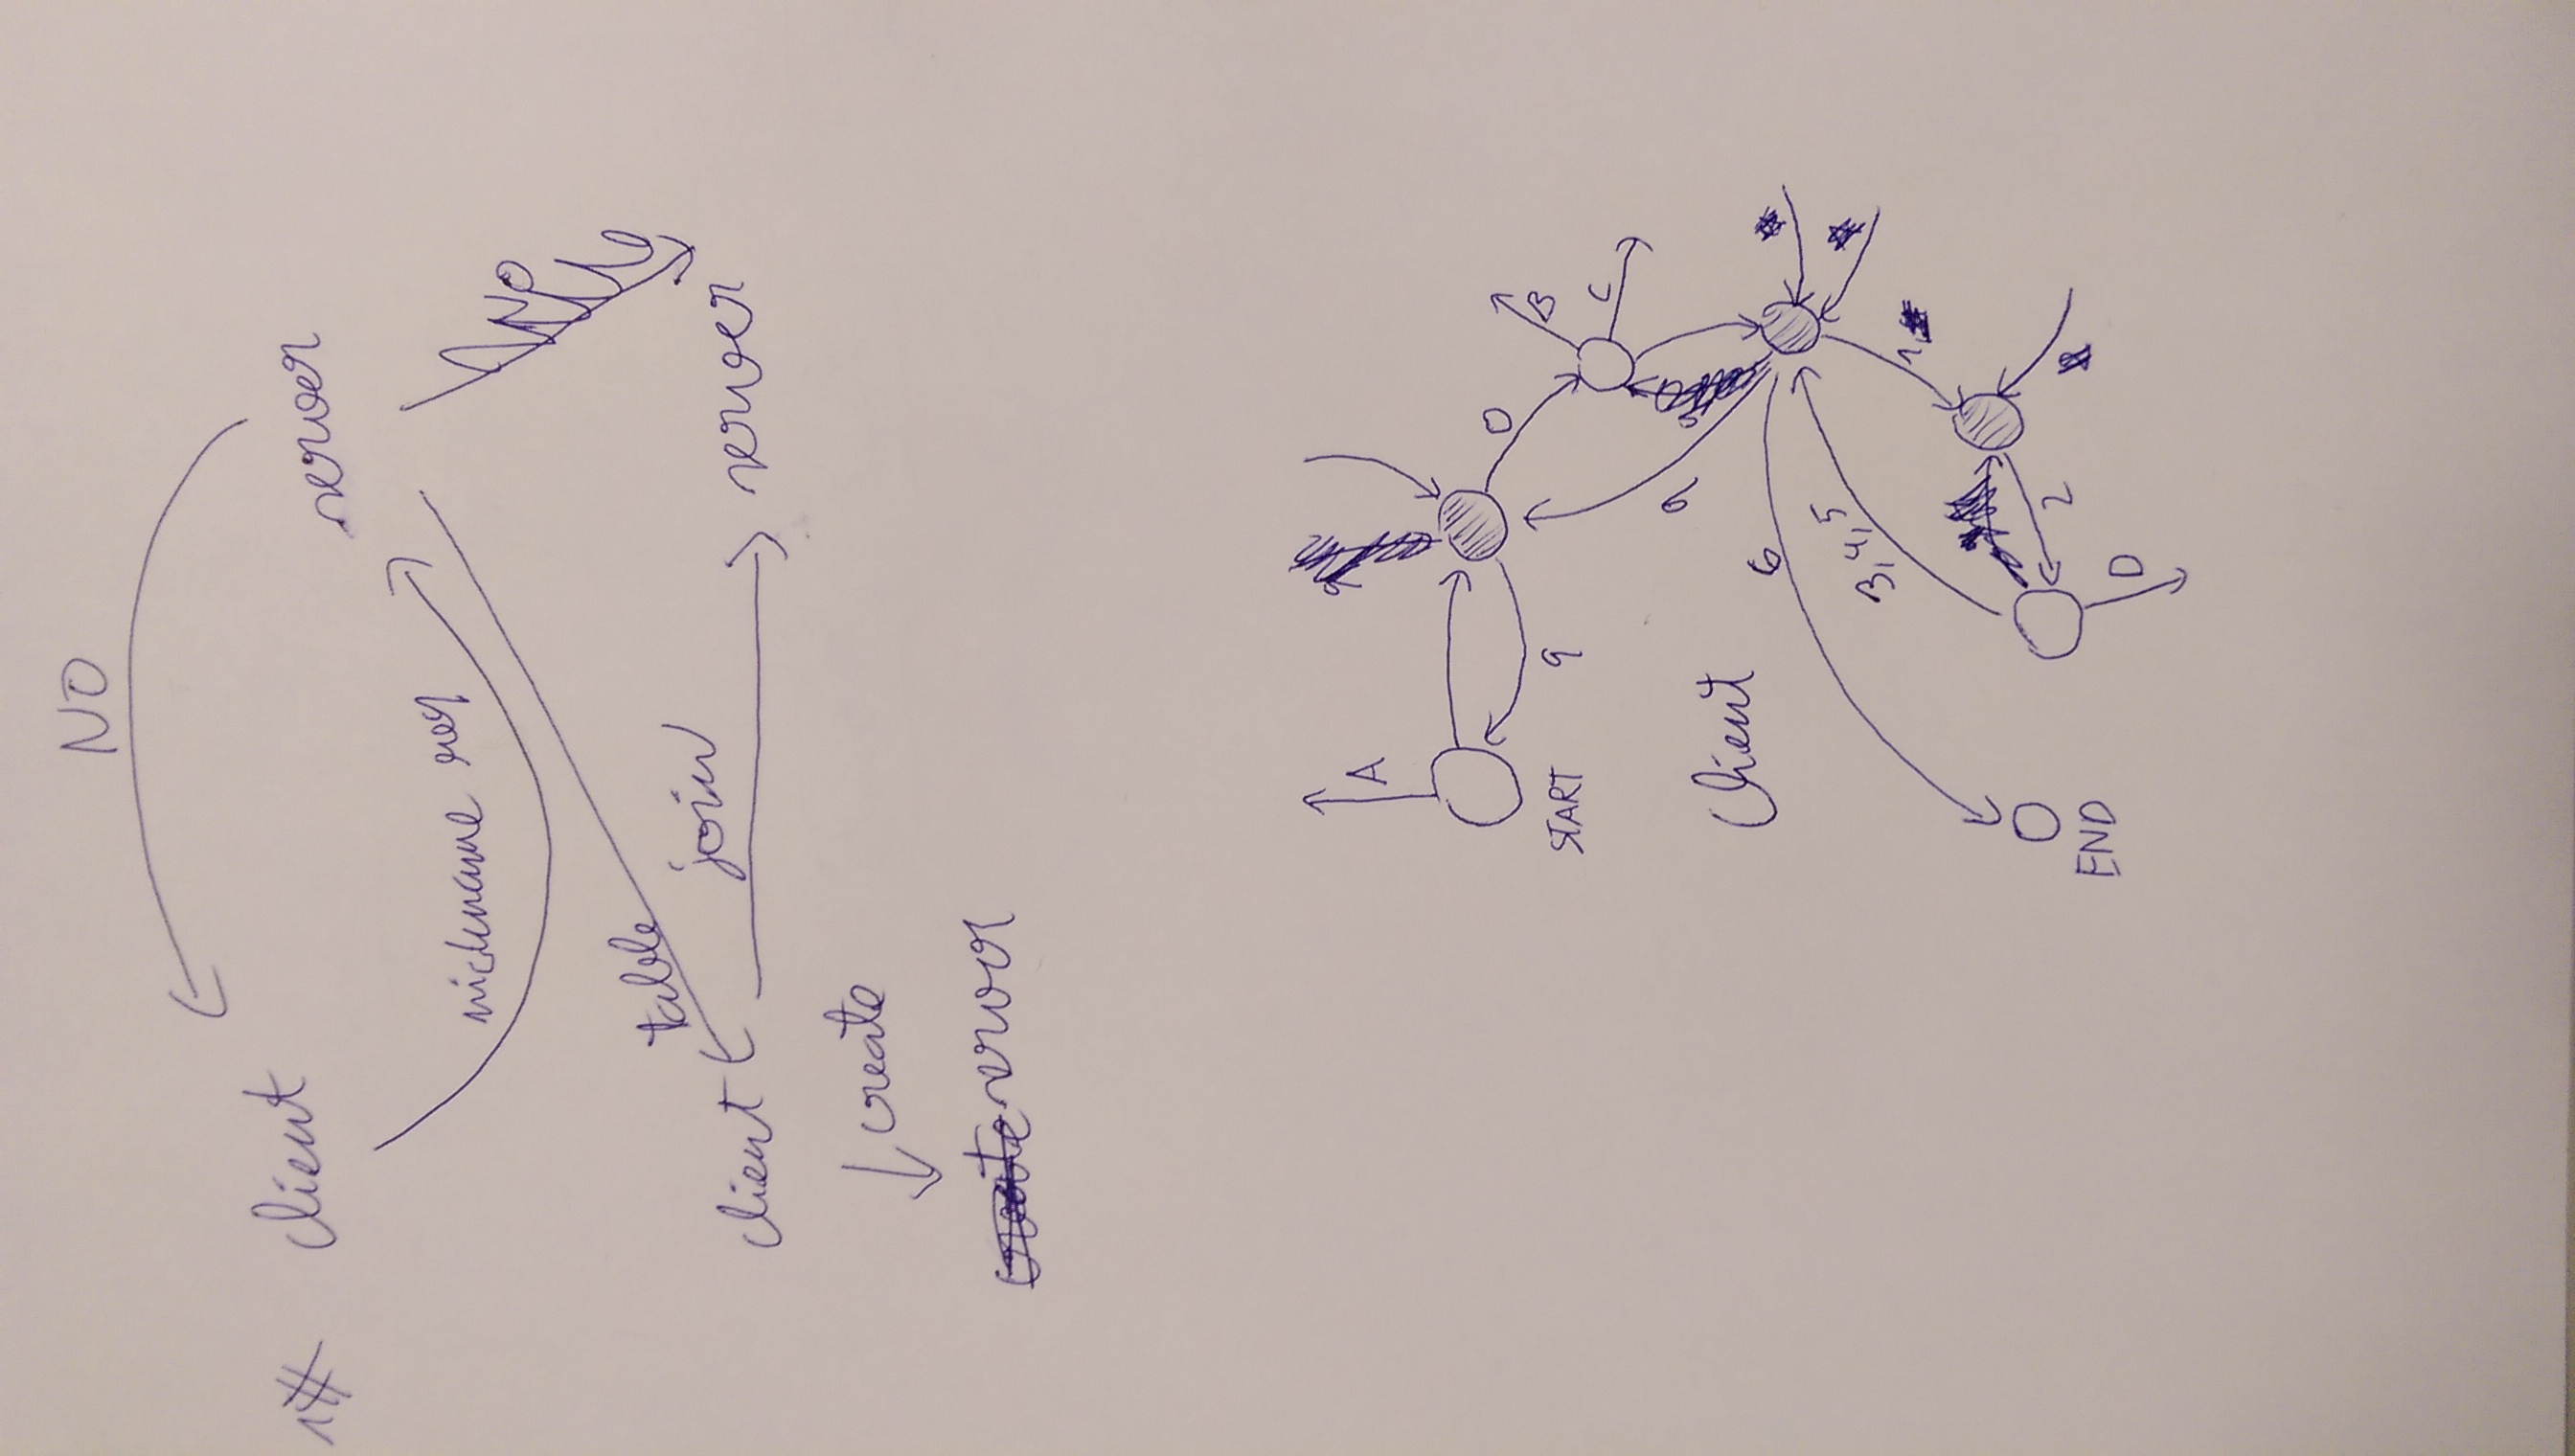 NO
1# client server
nickname req
table
join
client server
create
server
A
START
9
0
B
C
6
1
2
3,4,5
6
D
Client
END